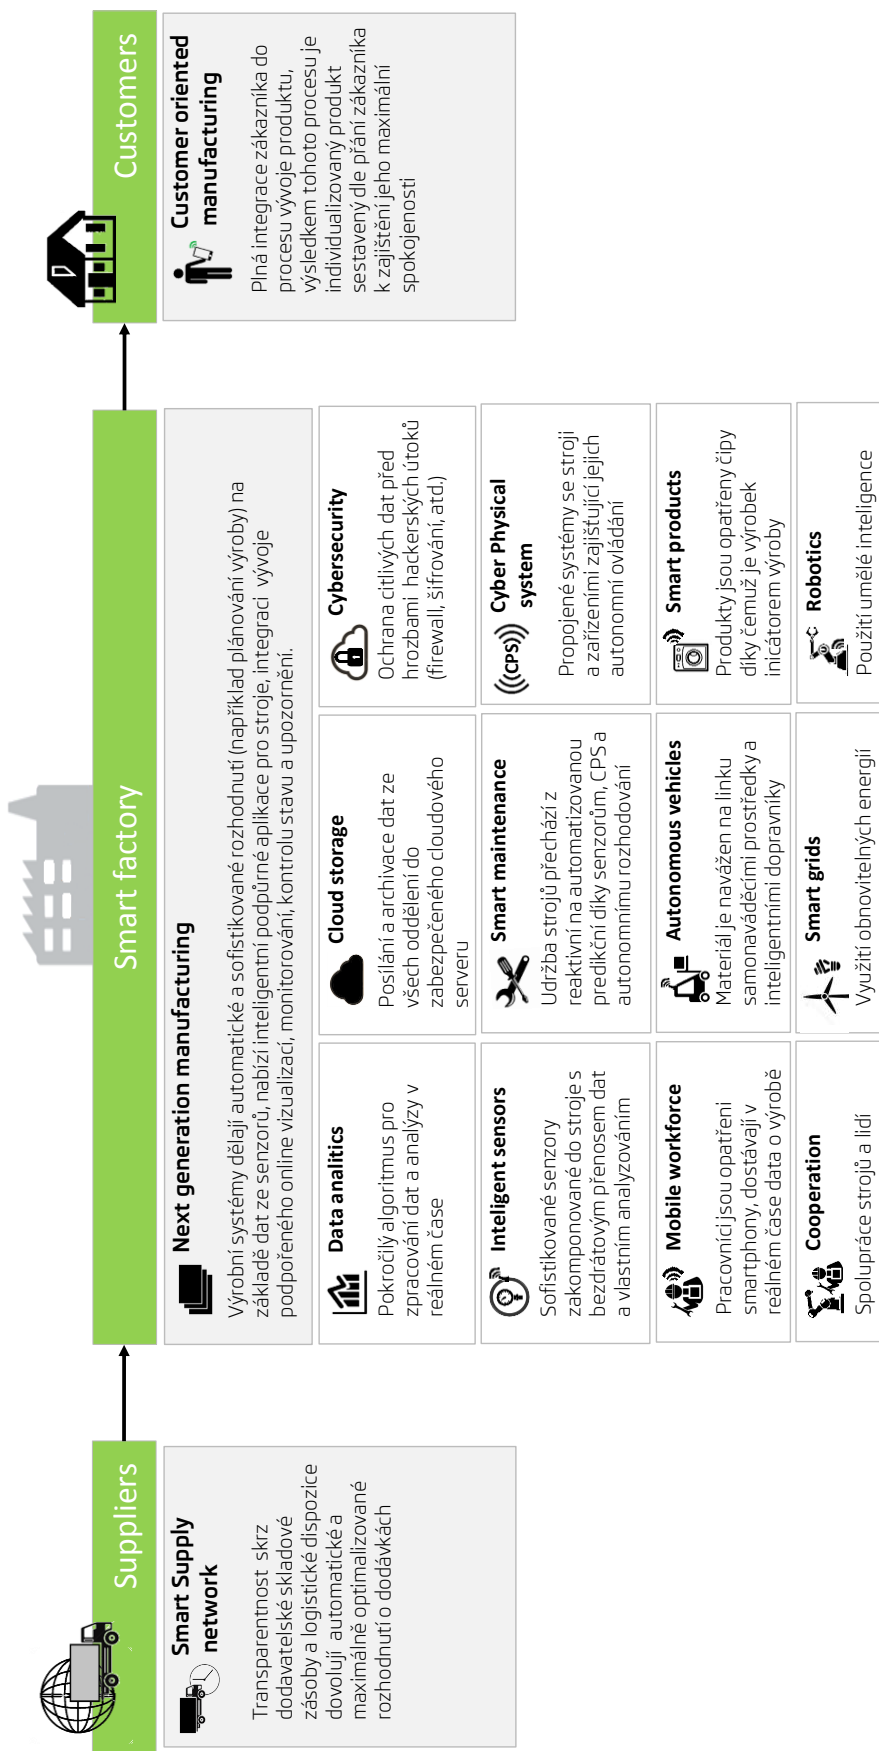 Suppliers
Smart Supply
network
Transparentnost skrz
dodavatelské skladové
zásoby a logistické dispozice
dovolují automatické a
maximálně optimalizované
rozhodnutí o dodávkách
Smart factory
Next generation manufacturing
Výrobní systémy dělají automatické a sofistikované rozhodnutí (například plánování výroby) na
základě dat ze senzorů, nabízí inteligentní podpůrné aplikace pro stroje, integraci vývoje
podpořeného online vizualizací, monitorování, kontrolu stavu a upozornění.
Data analitics
Pokročilý algoritmus pro
zpracování dat a analýzy v
reálném čase
Cloud storage
Posílání a archivace dat ze
všech oddělení do
zabezpečeného cloudového
serveru
Cybersecurity
Ochrana citlivých dat před
hrozbami hackerských útoků
(firewall, šifrování, atd.)
Inteligent sensors
Sofistikované senzory
zakomponované do stroje s
bezdrátovým přenosem dat
a vlastním analyzováním
Smart maintenance
Udržba strojů přechází z
reaktivní na automatizovanou
predikční díky senzorům, CPS a
autonomnímu rozhodování
(CPS)
Cyber Physical
system
Propojené systémy se stroji
a zařízeními zajišťující jejich
autonomní ovládání
Mobile workforce
Pracovníci jsou opatřeni
smartphony, dostávají v
reálném čase data o výrobě
Autonomous vehicles
Materiál je navážen na linku
samonaváděcími prostředky a
inteligentními dopravníky
Smart products
Produkty jsou opatřeny čipy
díky čemuž je výrobek
inicátorem výroby
Cooperation
Spolupráce strojů a lidí
Smart grids
Využití obnovitelných energií
Robotics
Použití umělé inteligence
Customers
Customer oriented
manufacturing
Plná integrace zákazníka do
procesu vývoje produktu,
výsledkem tohoto procesu je
individualizovaný produkt
sestavený dle přání zákazníka
k zajištění jeho maximální
spokojenosti